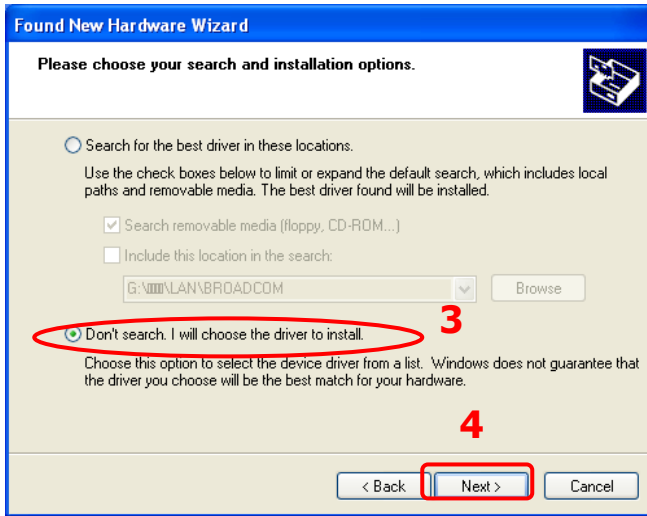 Found New Hardware Wizard
Please choose your search and installation options.
Search for the best driver in these locations.
Use the check boxes below to limit or expand the default search, which includes local
paths and removable media. The best driver found will be installed.
Search removable media (floppy, CD-ROM...)
Include this location in the search:
G:\\LAN\BROADCOM
Browse
3
Don't search. I will choose the driver to install.
Choose this option to select the device driver from a list. Windows does not guarantee that
the driver you choose will be the best match for your hardware.
4
< Back
Next >
Cancel